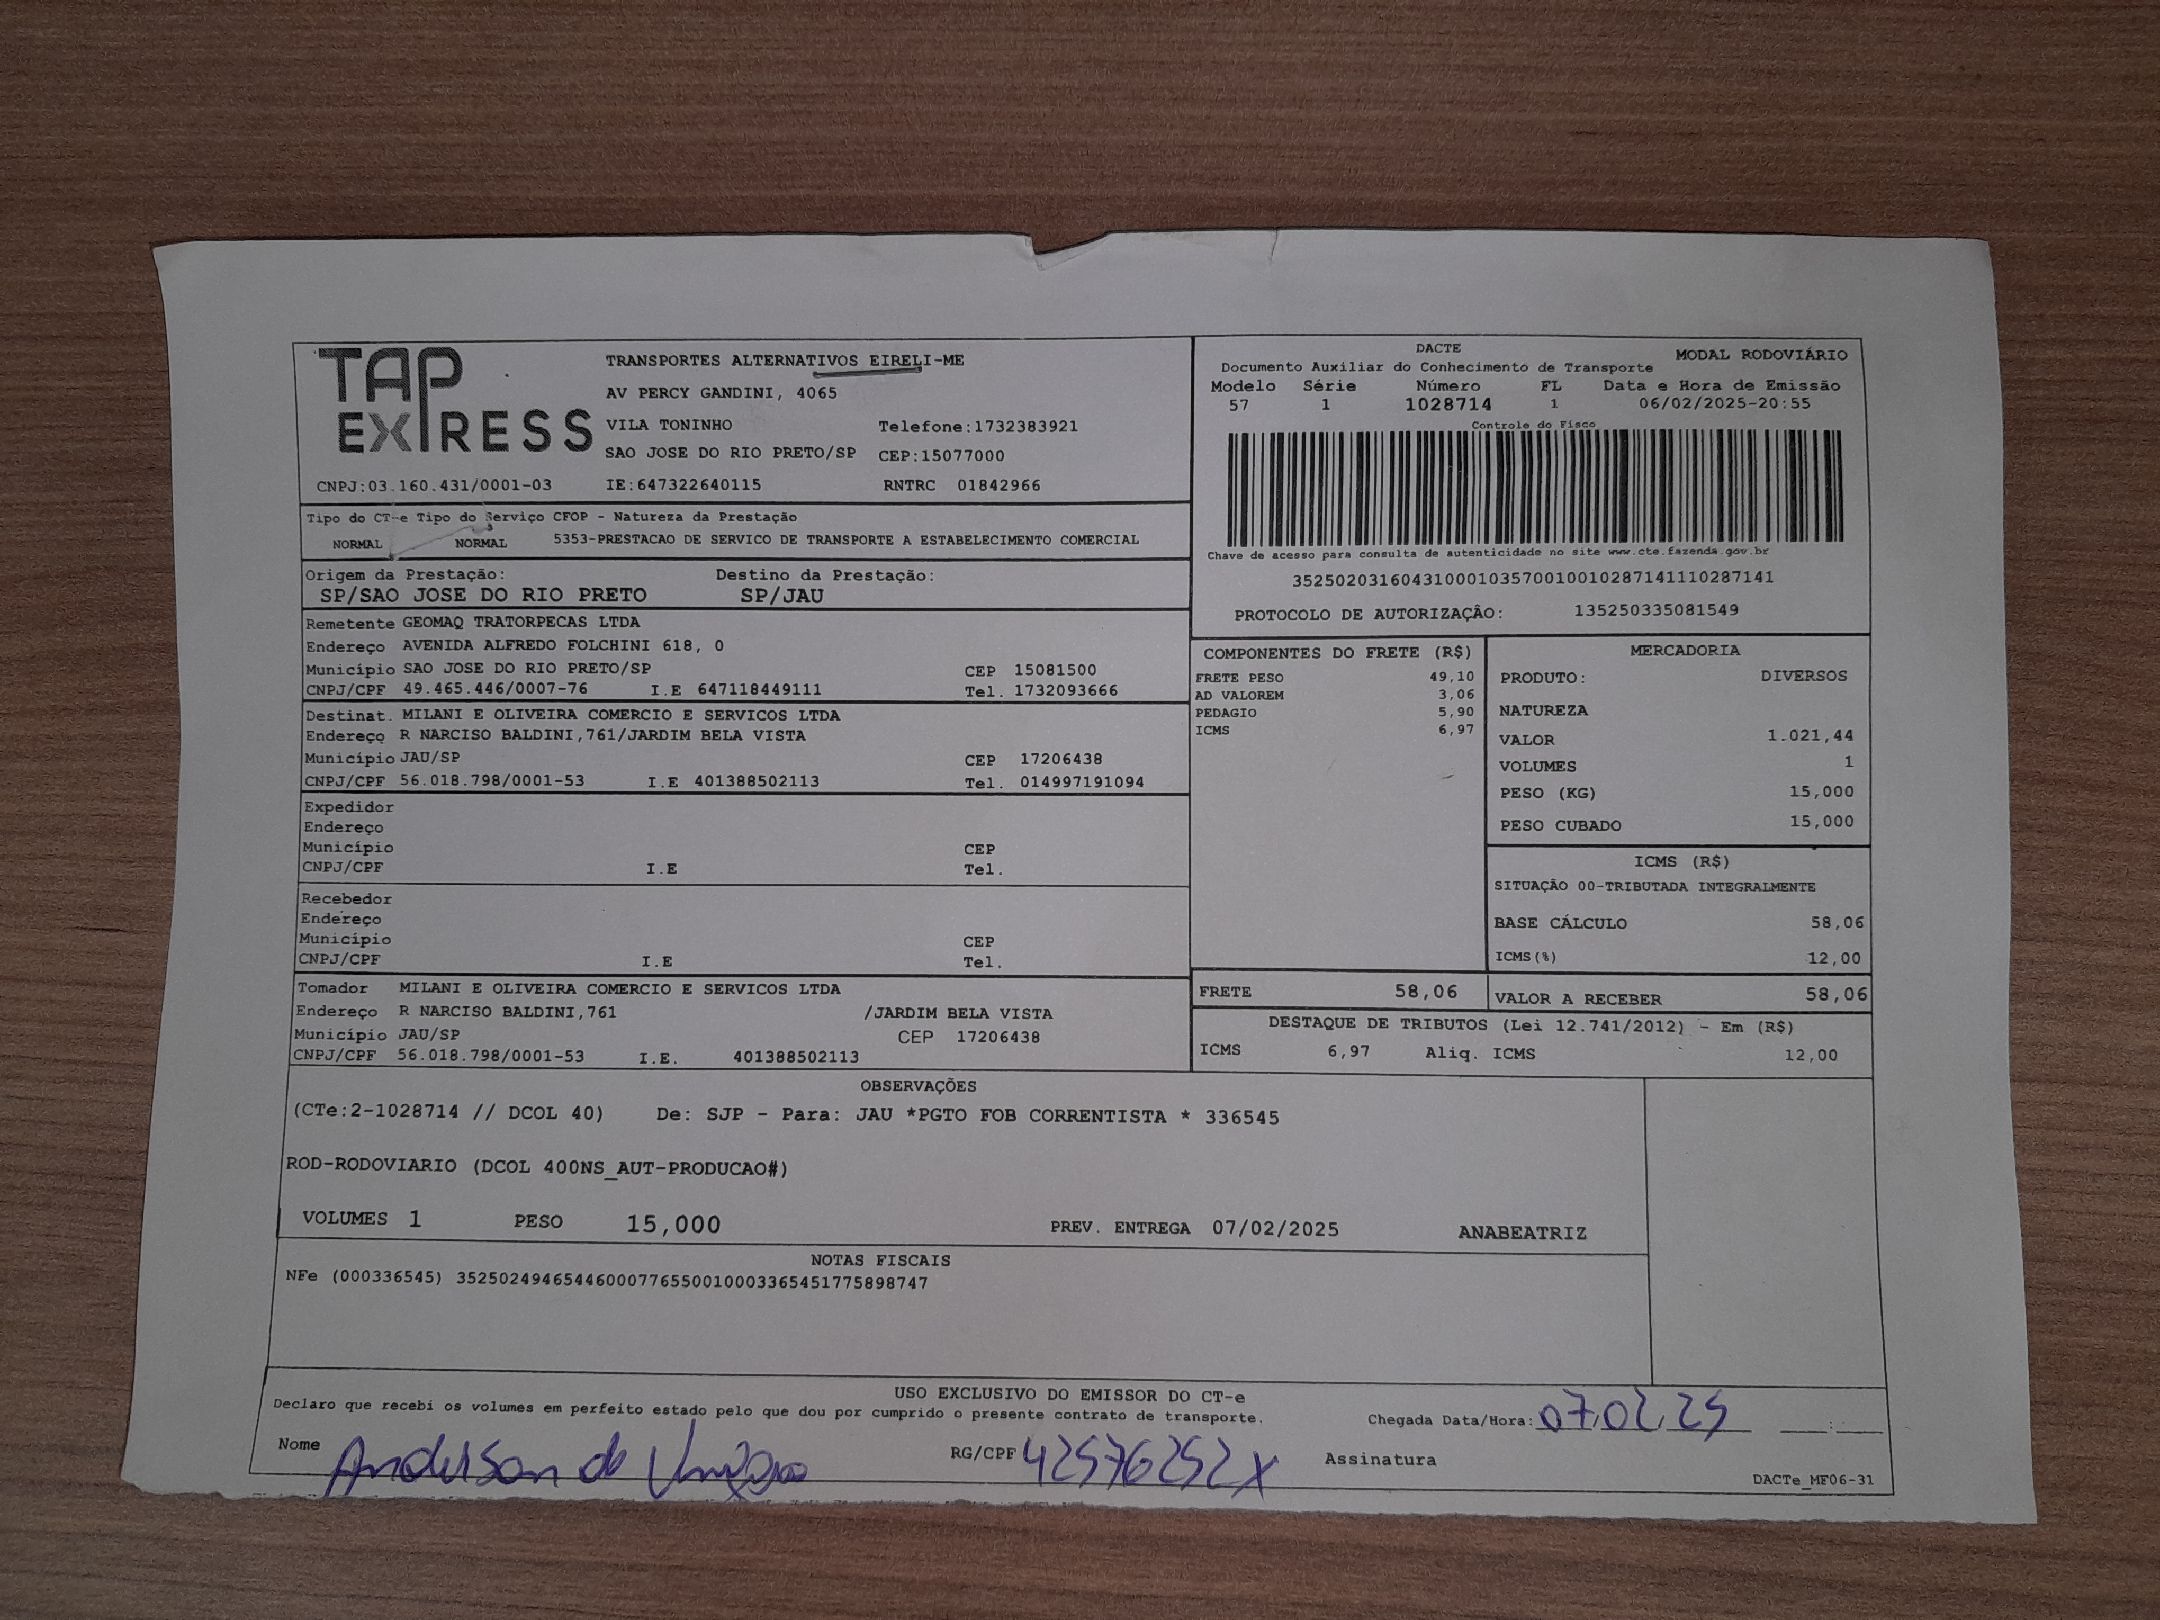 TAP EXPRESS
TRANSPORTES ALTERNATIVOS EIRELI-ME
AV PERCY GANDINI, 4065
VILA TONINHO Telefone:1732383921
SAO JOSE DO RIO PRETO/SP CEP:15077000
CNPJ:03.160.431/0001-03 IE:647322640115 RNTRC 01842966
DACTE MODAL RODOVIÁRIO
Documento Auxiliar do Conhecimento de Transporte
Modelo Série Número FL Data e Hora de Emissão
57 1 1028714 1 06/02/2025-20:55
Controle do Fisco
Chave de acesso para consulta de autenticidade no site www.cte.fazenda.gov.br
35250203160431000103570010010287141110287141
PROTOCOLO DE AUTORIZAÇÃO: 135250335081549
Tipo do CT-e Tipo do Serviço CFOP - Natureza da Prestação
NORMAL NORMAL 5353-PRESTACAO DE SERVICO DE TRANSPORTE A ESTABELECIMENTO COMERCIAL
Origem da Prestação: Destino da Prestação:
SP/SAO JOSE DO RIO PRETO SP/JAU
Remetente GEOMAQ TRATORPECAS LTDA
Endereço AVENIDA ALFREDO FOLCHINI 618, 0
Município SAO JOSE DO RIO PRETO/SP CEP 15081500
CNPJ/CPF 49.465.446/0007-76 I.E 647118449111 Tel. 1732093666
Destinat. MILANI E OLIVEIRA COMERCIO E SERVICOS LTDA
Endereço R NARCISO BALDINI,761/JARDIM BELA VISTA
Município JAU/SP CEP 17206438
CNPJ/CPF 56.018.798/0001-53 I.E 401388502113 Tel. 014997191094
Expedidor
Endereço
Município CEP
CNPJ/CPF I.E Tel.
Recebedor
Endereço
Município CEP
CNPJ/CPF I.E Tel.
Tomador MILANI E OLIVEIRA COMERCIO E SERVICOS LTDA
Endereço R NARCISO BALDINI,761 /JARDIM BELA VISTA
Município JAU/SP CEP 17206438
CNPJ/CPF 56.018.798/0001-53 I.E. 401388502113
COMPONENTES DO FRETE (R$)
FRETE PESO 49,10
AD VALOREM 3,06
PEDAGIO 5,90
ICMS 6,97
MERCADORIA
PRODUTO: DIVERSOS
NATUREZA
VALOR 1.021,44
VOLUMES 1
PESO (KG) 15,000
PESO CUBADO 15,000
ICMS (R$)
SITUAÇÃO 00-TRIBUTADA INTEGRALMENTE
BASE CÁLCULO 58,06
ICMS(%) 12,00
FRETE 58,06 VALOR A RECEBER 58,06
DESTAQUE DE TRIBUTOS (Lei 12.741/2012) - Em (R$)
ICMS 6,97 Aliq. ICMS 12,00
OBSERVAÇÕES
(CTe:2-1028714 // DCOL 40) De: SJP - Para: JAU *PGTO FOB CORRENTISTA * 336545
ROD-RODOVIARIO (DCOL 400NS_AUT-PRODUCAO#)
VOLUMES 1 PESO 15,000 PREV. ENTREGA 07/02/2025 ANABEATRIZ
NOTAS FISCAIS
NFe (000336545) 35250249465446000776550010003365451775898747
USO EXCLUSIVO DO EMISSOR DO CT-e
Declaro que recebi os volumes em perfeito estado pelo que dou por cumprido o presente contrato de transporte. Chegada Data/Hora: 07.02.25 __:__
Nome Anderson de RG/CPF 42576252X Assinatura
DACTe_MF06-31